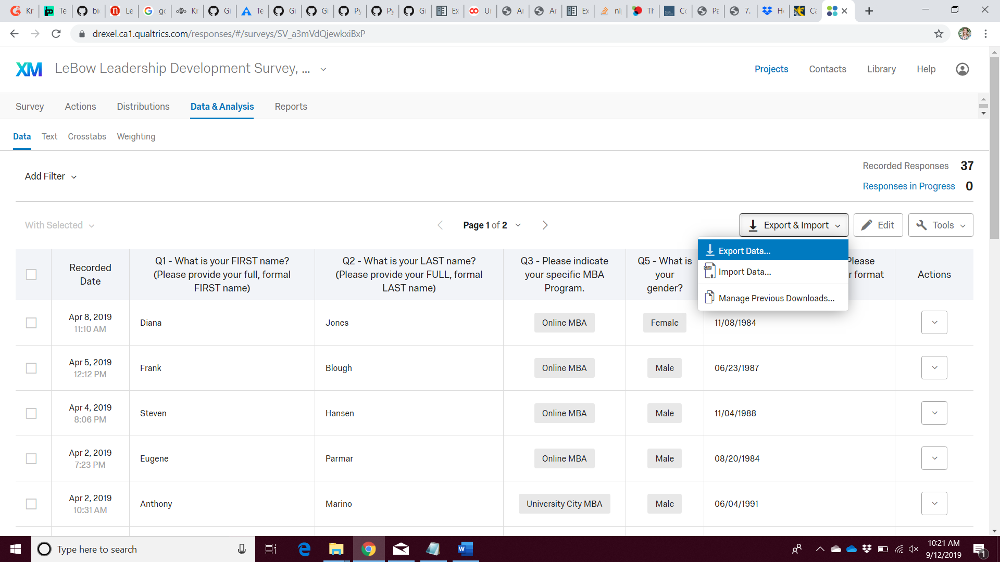 Kr
Te
bi
Le
gc
Kr
Gi
Te
Gi
Gi
Py
Py
Gi
Ex
Ur
Ar
Ar
Ex
nl
Th
Cc
Pa
7.
Ho
Ca
drexel.ca1.qualtrics.com/responses/#/surveys/SV_a3mVdQjewkxiBxP
XM LeBow Leadership Development Survey, ...
Projects Contacts Library Help
Survey Actions Distributions Data & Analysis Reports
Data Text Crosstabs Weighting
Add Filter
Recorded Responses 37
Responses in Progress 0
With Selected
Page 1 of 2
Export & Import
Edit
Tools
Export Data...
Import Data...
Manage Previous Downloads...
Recorded
Date
Q1 - What is your FIRST name?
(Please provide your full, formal
FIRST name)
Q2 - What is your LAST name?
(Please provide your FULL, formal
LAST name)
Q3 - Please indicate
your specific MBA
Program.
Q5 - What is
your
gender?
Please
format
Actions
Apr 8, 2019
11:10 AM
Diana Jones Online MBA Female 11/08/1984
Apr 5, 2019
12:12 PM
Frank Blough Online MBA Male 06/23/1987
Apr 4, 2019
8:06 PM
Steven Hansen Online MBA Male 11/04/1988
Apr 2, 2019
7:23 PM
Eugene Parmar Online MBA Male 08/20/1984
Apr 2, 2019
10:31 AM
Anthony Marino University City MBA Male 06/04/1991
Type here to search
10:21 AM
9/12/2019
1